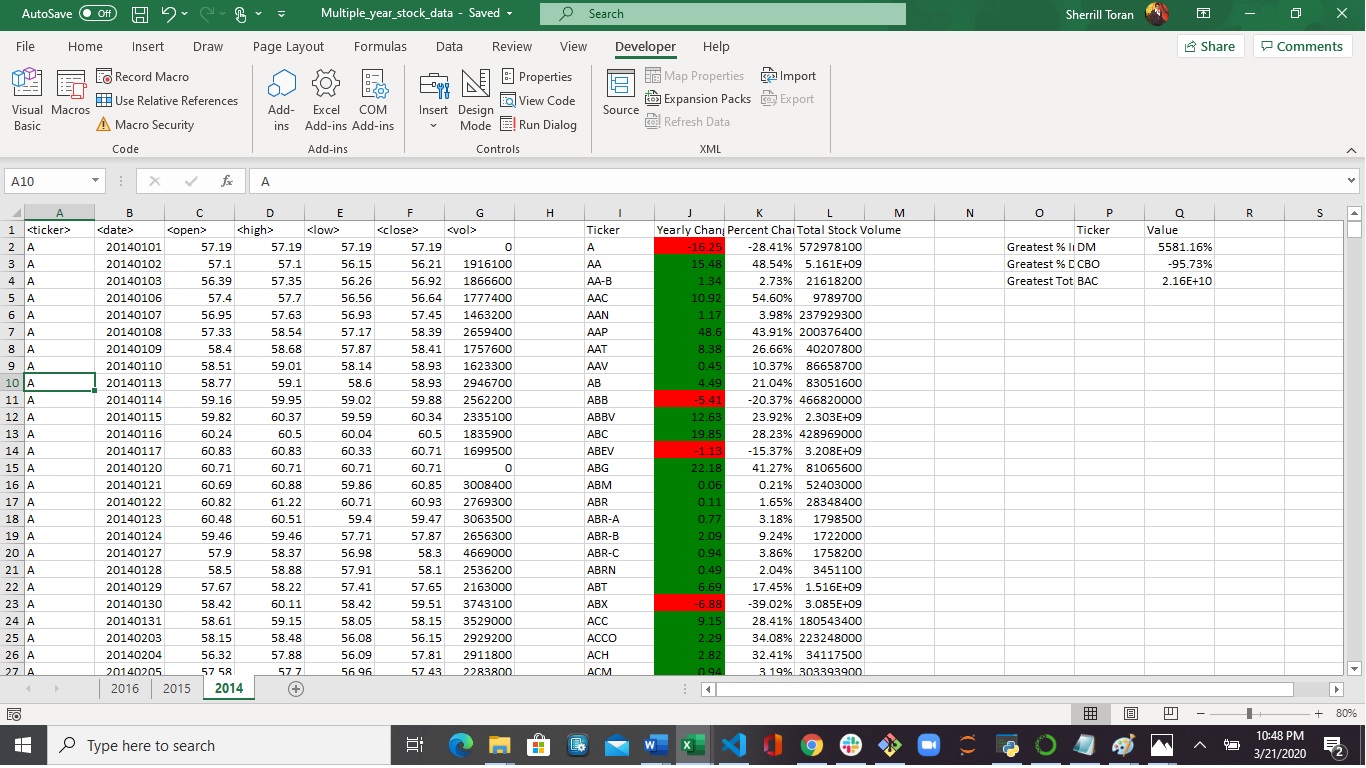 AutoSave Off Multiple_year_stock_data - Saved Search Sherrill Toran
File Home Insert Draw Page Layout Formulas Data Review View Developer Help Share Comments
Visual Basic
Macros
Record Macro
Use Relative References
Macro Security
Code
Add-ins
Excel Add-ins
COM Add-ins
Add-ins
Insert
Design Mode
Properties
View Code
Run Dialog
Controls
Source
Map Properties
Expansion Packs
Refresh Data
Import
Export
XML
A10 fx A
A B C D E F G H I J K L M N O P Q R S
1 <ticker> <date> <open> <high> <low> <close> <vol> Ticker Yearly Chang Percent Chan Total Stock Volume Ticker Value
2 A 20140101 57.19 57.19 57.19 57.19 0 A -16.25 -28.41% 572978100 Greatest % I DM 5581.16%
3 A 20140102 57.1 57.1 56.15 56.21 1916100 AA 15.48 48.54% 5.161E+09 Greatest % D CBO -95.73%
4 A 20140103 56.39 57.35 56.26 56.92 1866600 AA-B 1.34 2.73% 21618200 Greatest Tot BAC 2.16E+10
5 A 20140106 57.4 57.7 56.56 56.64 1777400 AAC 10.92 54.60% 9789700
6 A 20140107 56.95 57.63 56.93 57.45 1463200 AAN 1.17 3.98% 237929300
7 A 20140108 57.33 58.54 57.17 58.39 2659400 AAP 48.6 43.91% 200376400
8 A 20140109 58.4 58.68 57.87 58.41 1757600 AAT 8.38 26.66% 40207800
9 A 20140110 58.51 59.01 58.14 58.93 1623300 AAV 0.45 10.37% 86658700
10 A 20140113 58.77 59.1 58.6 58.93 2946700 AB 4.49 21.04% 83051600
11 A 20140114 59.16 59.95 59.02 59.88 2562200 ABB -5.41 -20.37% 466820000
12 A 20140115 59.82 60.37 59.59 60.34 2335100 ABBV 12.63 23.92% 2.303E+09
13 A 20140116 60.24 60.5 60.04 60.5 1835900 ABC 19.85 28.23% 428969000
14 A 20140117 60.83 60.83 60.33 60.71 1699500 ABEV -1.13 -15.37% 3.208E+09
15 A 20140120 60.71 60.71 60.71 60.71 0 ABG 22.18 41.27% 81065600
16 A 20140121 60.69 60.88 59.86 60.85 3008400 ABM 0.06 0.21% 52403000
17 A 20140122 60.82 61.22 60.71 60.93 2769300 ABR 0.11 1.65% 28348400
18 A 20140123 60.48 60.51 59.4 59.47 3063500 ABR-A 0.77 3.18% 1798500
19 A 20140124 59.46 59.46 57.71 57.87 2656300 ABR-B 2.09 9.24% 1722000
20 A 20140127 57.9 58.37 56.98 58.3 4669000 ABR-C 0.94 3.86% 1758200
21 A 20140128 58.5 58.88 57.91 58.1 2536200 ABRN 0.49 2.04% 3451100
22 A 20140129 57.67 58.22 57.41 57.65 2163000 ABT 6.69 17.45% 1.516E+09
23 A 20140130 58.42 60.11 58.42 59.51 3743100 ABX -6.88 -39.02% 3.085E+09
24 A 20140131 58.61 59.15 58.05 58.15 3529000 ACC 9.15 28.41% 180543400
25 A 20140203 58.15 58.48 56.08 56.15 2929200 ACCO 2.29 34.08% 223248000
26 A 20140204 56.32 57.88 56.09 57.81 2911800 ACH 2.82 32.41% 34117500
27 A 20140205 57.58 57.7 56.96 57.43 2283800 ACM 0.94 3.19% 303393900
2016 2015 2014
80%
Type here to search
10:48 PM
3/21/2020
2